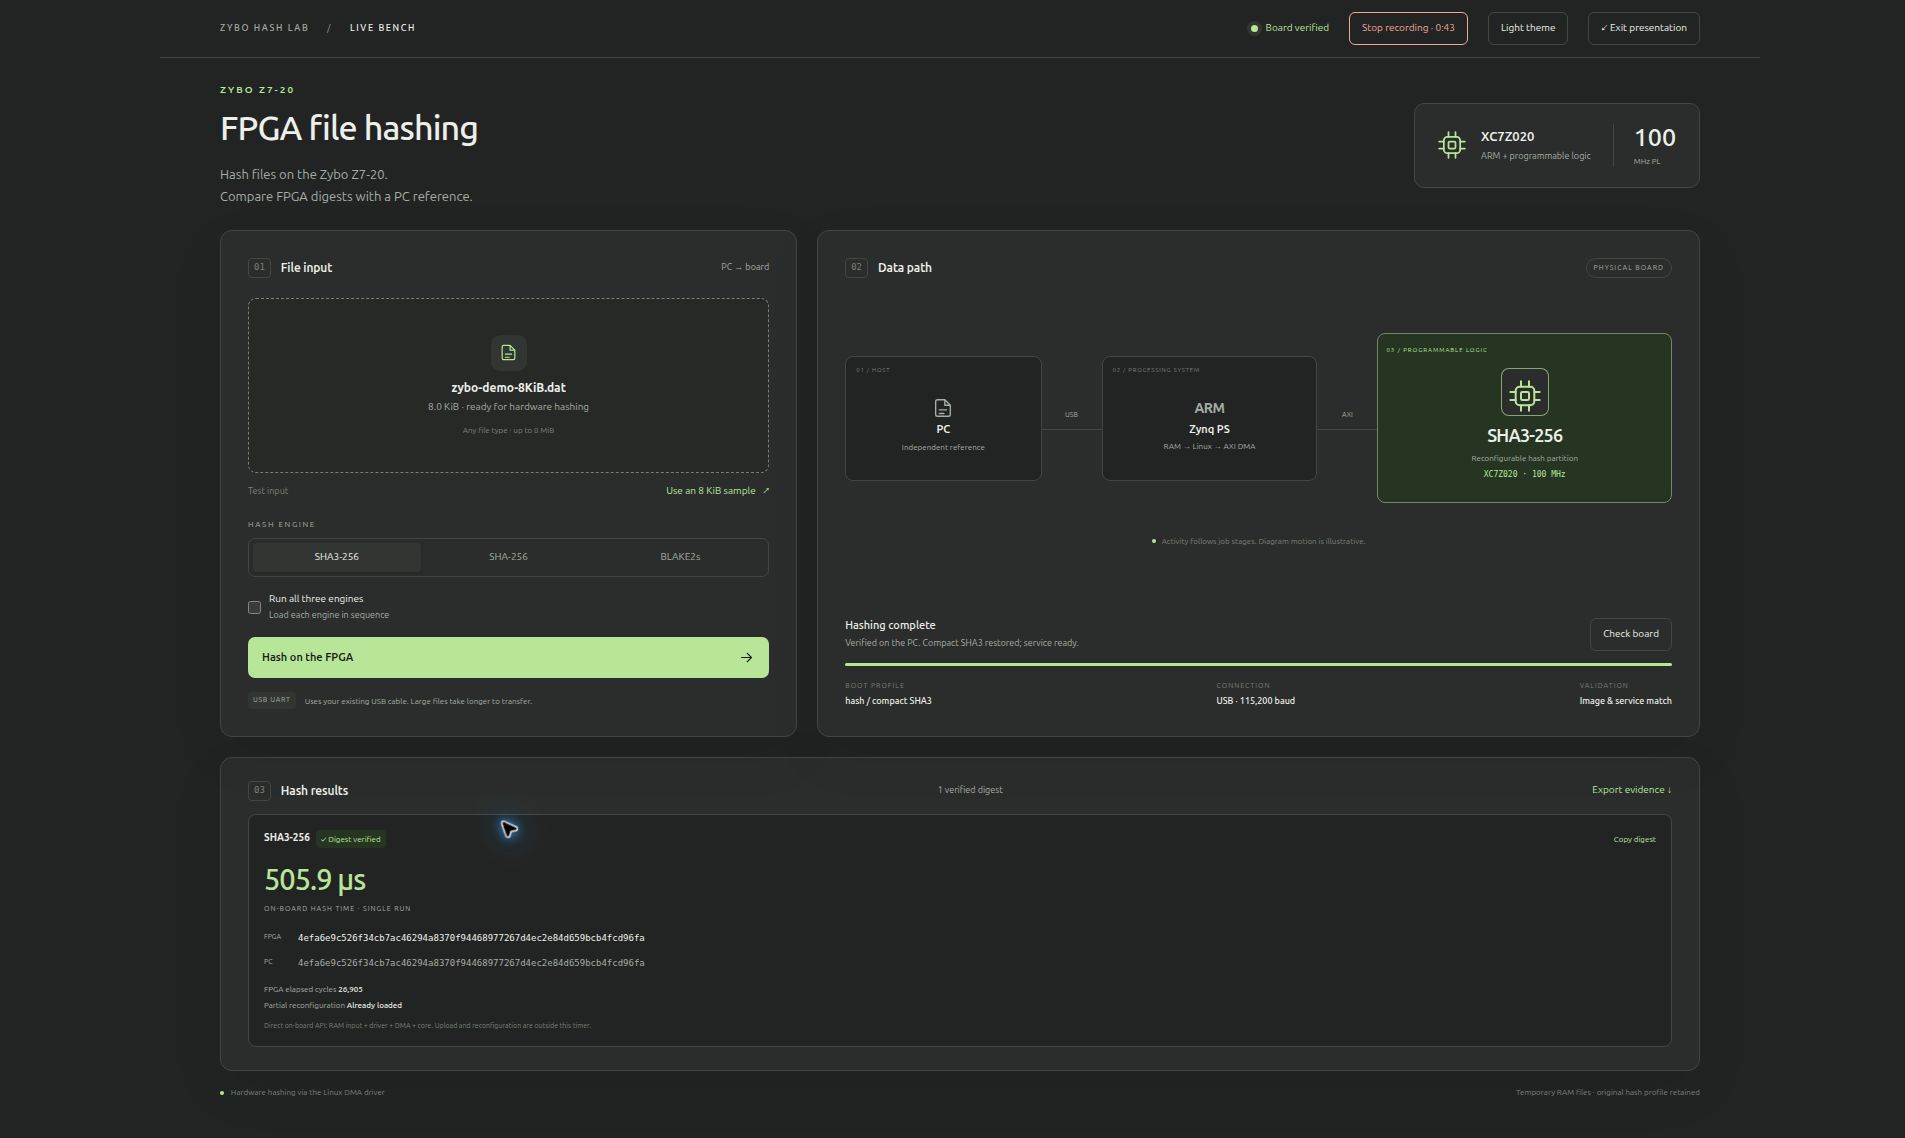 ZYBO HASH LAB / LIVE BENCH
Board verified
Stop recording · 0:43
Light theme
↙ Exit presentation
ZYBO Z7-20
FPGA file hashing
Hash files on the Zybo Z7-20.
Compare FPGA digests with a PC reference.
XC7Z020
ARM + programmable logic
100
MHz PL
01 File input
PC → board
zybo-demo-8KiB.dat
8.0 KiB · ready for hardware hashing
Any file type · up to 8 MiB
Test input
Use an 8 KiB sample ↗
HASH ENGINE
SHA3-256
SHA-256
BLAKE2s
Run all three engines
Load each engine in sequence
Hash on the FPGA →
USB UART
Uses your existing USB cable. Large files take longer to transfer.
02 Data path
PHYSICAL BOARD
01 / HOST
PC
Independent reference
USB
02 / PROCESSING SYSTEM
ARM
Zynq PS
RAM → Linux → AXI DMA
AXI
03 / PROGRAMMABLE LOGIC
SHA3-256
Reconfigurable hash partition
XC7Z020 · 100 MHz
Activity follows job stages. Diagram motion is illustrative.
Hashing complete
Verified on the PC. Compact SHA3 restored; service ready.
Check board
BOOT PROFILE
hash / compact SHA3
CONNECTION
USB · 115,200 baud
VALIDATION
Image & service match
03 Hash results
1 verified digest
Export evidence ↓
SHA3-256
✓ Digest verified
Copy digest
505.9 µs
ON-BOARD HASH TIME · SINGLE RUN
FPGA 4efa6e9c526f34cb7ac46294a8370f94468977267d4ec2e84d659bcb4fcd96fa
PC 4efa6e9c526f34cb7ac46294a8370f94468977267d4ec2e84d659bcb4fcd96fa
FPGA elapsed cycles 26,905
Partial reconfiguration Already loaded
Direct on-board API: RAM input + driver + DMA + core. Upload and reconfiguration are outside this timer.
Hardware hashing via the Linux DMA driver
Temporary RAM files · original hash profile retained